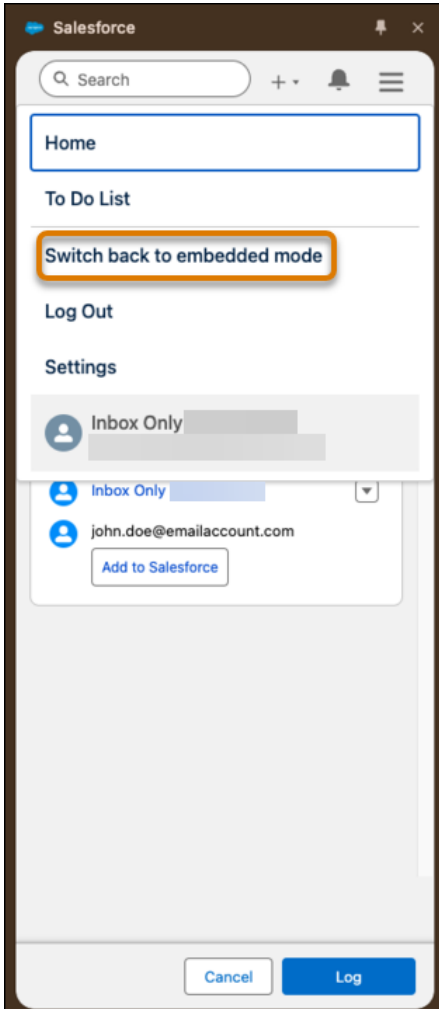 Salesforce
Search
Home
To Do List
Switch back to embedded mode
Log Out
Settings
Inbox Only
Inbox Only
john.doe@emailaccount.com
Add to Salesforce
Cancel
Log